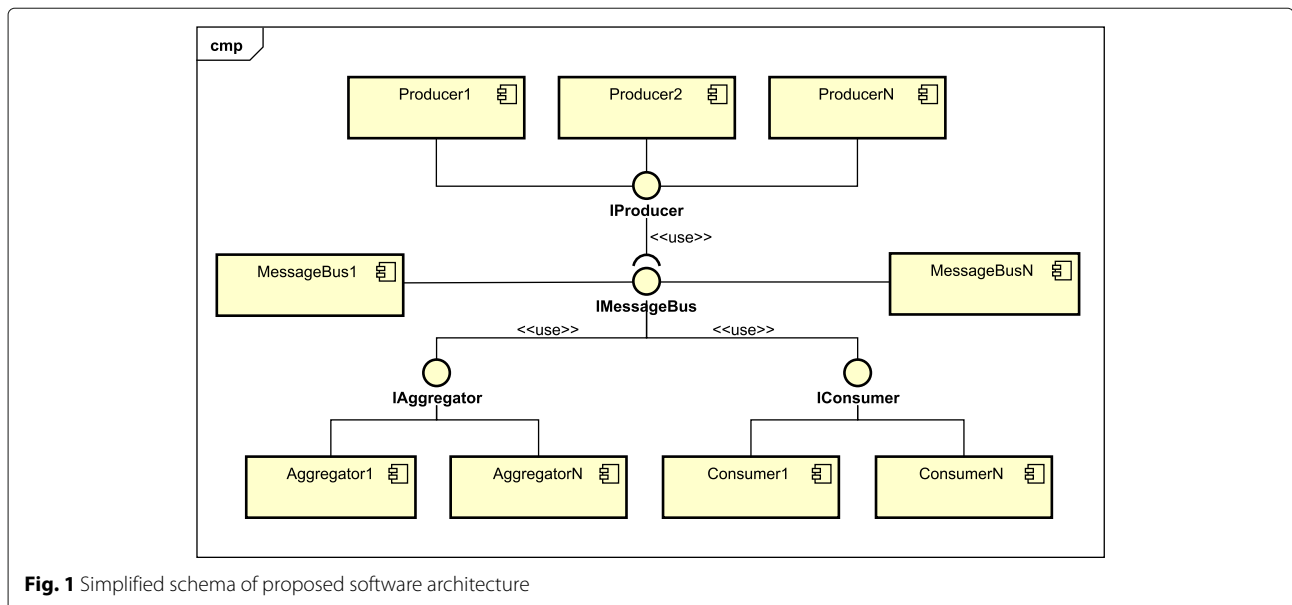 cmp
Producer1 Producer2 ProducerN
IProducer
<<use>>
MessageBus1 MessageBusN
IMessageBus
<<use>> <<use>>
IAggregator IConsumer
Aggregator1 AggregatorN Consumer1 ConsumerN
Fig. 1 Simplified schema of proposed software architecture